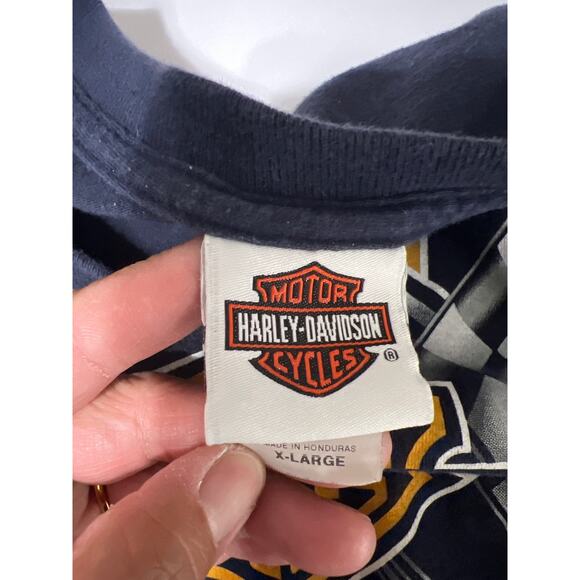 MOTOR
HARLEY-DAVIDSON
CYCLES ®
MADE IN HONDURAS
X-LARGE